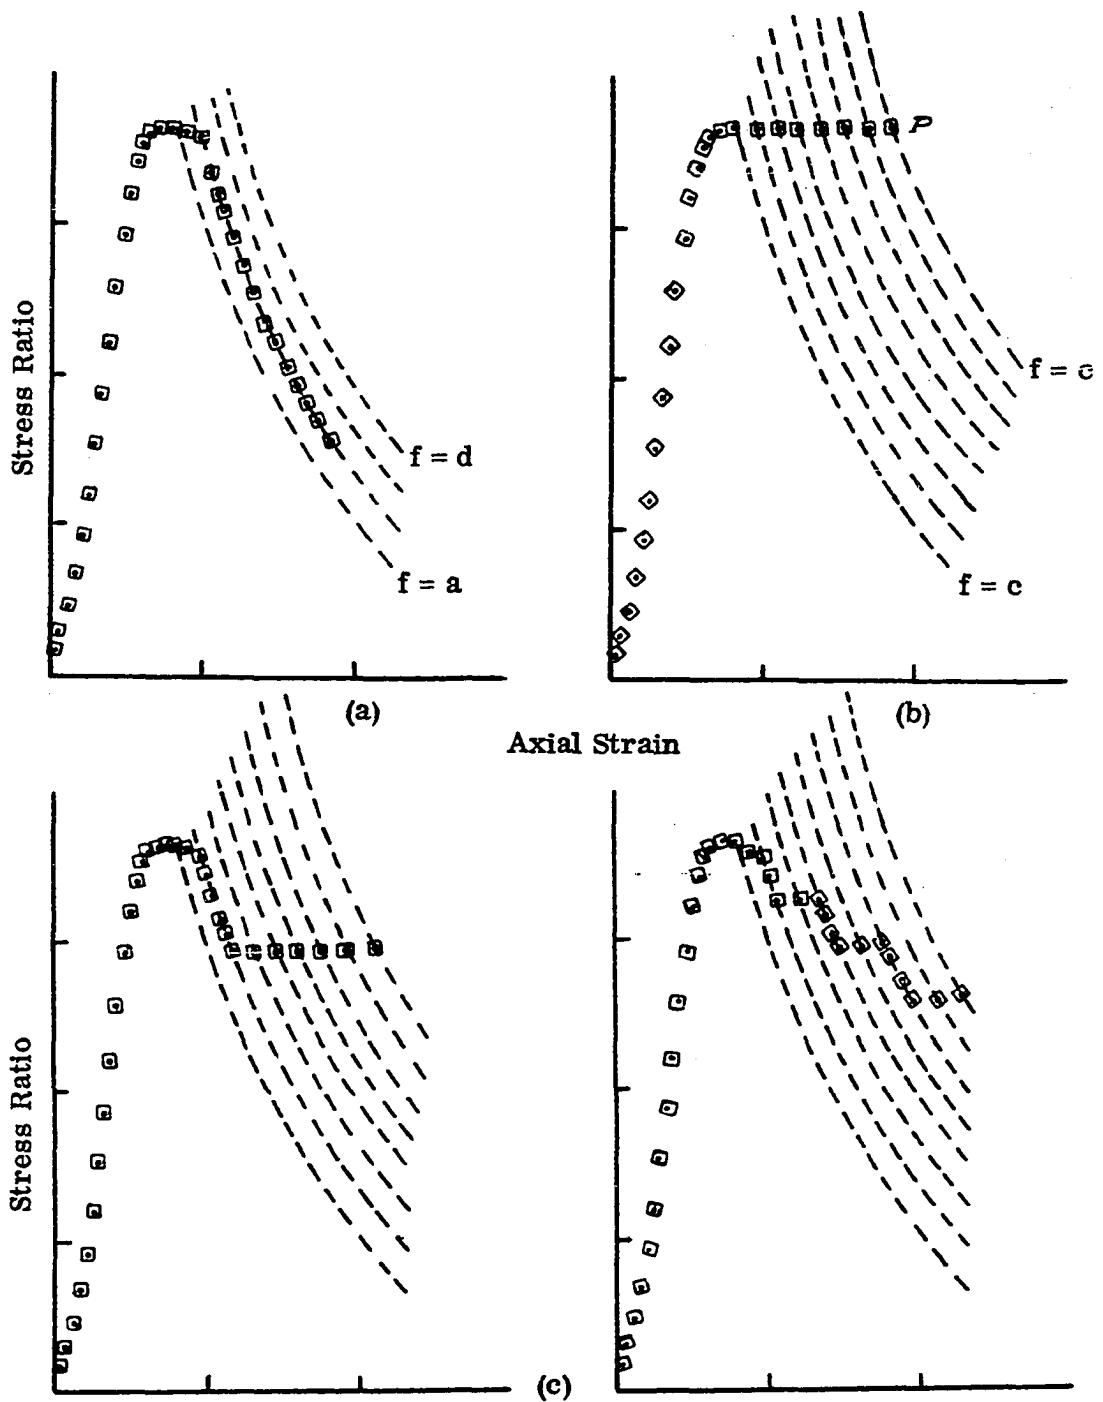 P
Stress Ratio
f = e
f = d
f = a
f = c
(a)
(b)
Axial Strain
Stress Ratio
(c)